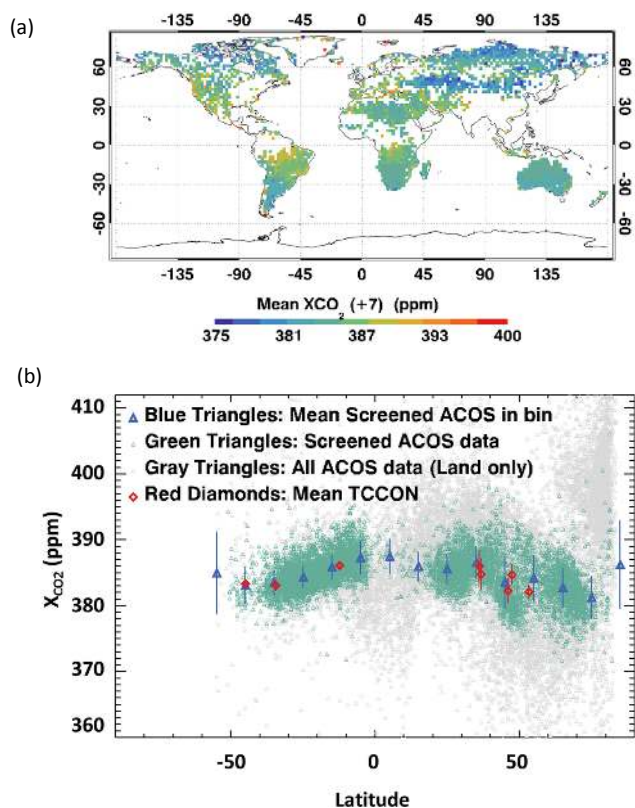 (a)
-135 -90 -45 0 45 90 135
60 60
30 30
0 0
-30 -30
-60 -60
-135 -90 -45 0 45 90 135
Mean XCO2 (+7) (ppm)
375 381 387 393 400
(b)
410
Blue Triangles: Mean Screened ACOS in bin
Green Triangles: Screened ACOS data
400
Gray Triangles: All ACOS data (Land only)
Red Diamonds: Mean TCCON
390
XCO2 (ppm)
380
370
360
-50 0 50
Latitude